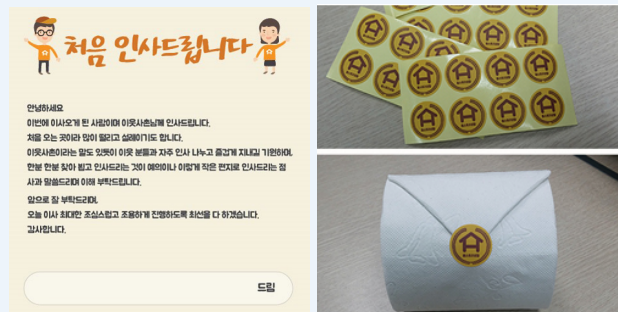 처음 인사드립니다
안녕하세요
이번에 이사오게 된 사람이며 이웃사촌님께 인사드립니다.
처음 오는 곳이라 많이 떨리고 설레이기도 합니다.
이웃사촌이라는 말도 있듯이 이웃 분들과 자주 인사 나누고 즐겁게 지내길 기원하며,
한분 한분 찾아 뵙고 인사드리는 것이 예의이나 이렇게 작은 편지로 인사드리는 점
사과 말씀드리며 이해 부탁드립니다.
앞으로 잘 부탁드리며,
오늘 이사 최대한 조심스럽고 조용하게 진행하도록 최선을 다 하겠습니다.
감사합니다.
드림